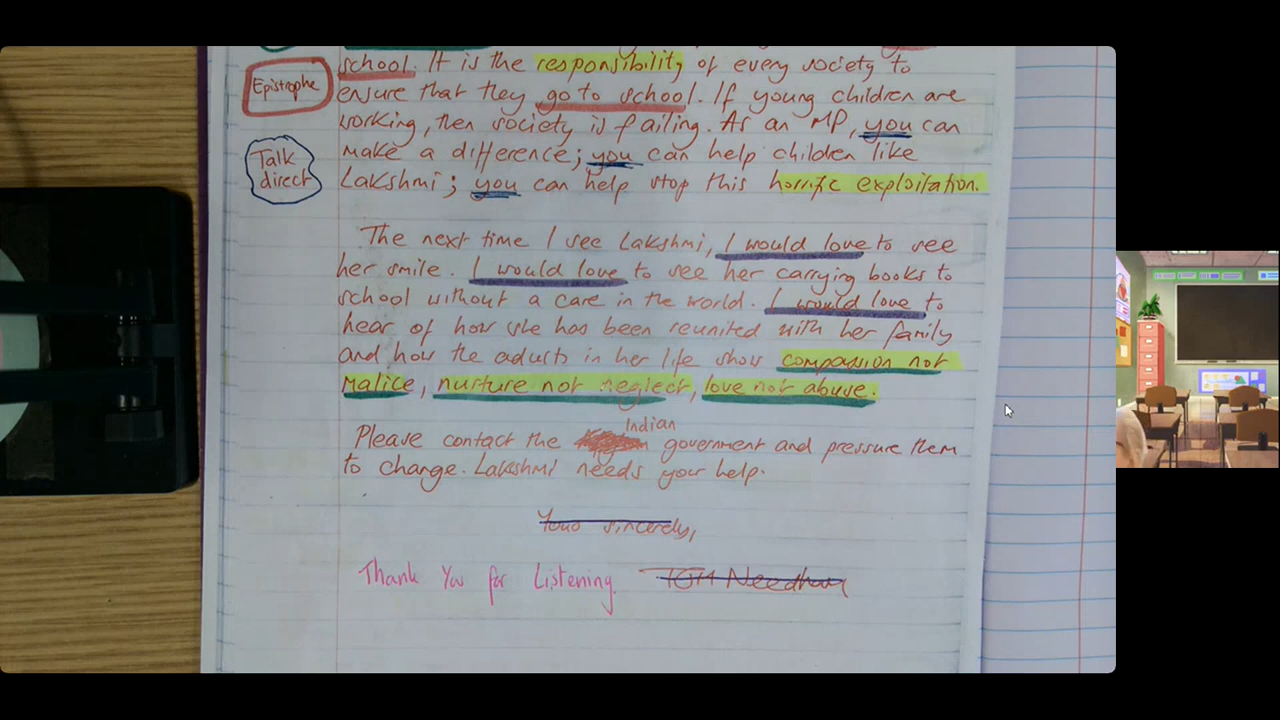 school. It is the responsibility of every society to
Epistrophe
ensure that they go to school. If young children are
working, then society is failing. As an MP, you can
Talk
direct
make a difference; you can help children like
Lakshmi; you can help stop this horrific exploitation.
The next time I see Lakshmi, I would love to see
her smile. I would love to see her carrying books to
school without a care in the world. I would love to
hear of how she has been reunited with her family
and how the adults in her life show compassion not
malice, nurture not neglect, love not abuse.
Indian
Please contact the government and pressure them
to change. Lakshmi needs your help.
Yours sincerely,
Thank You for Listening. Tom Needham